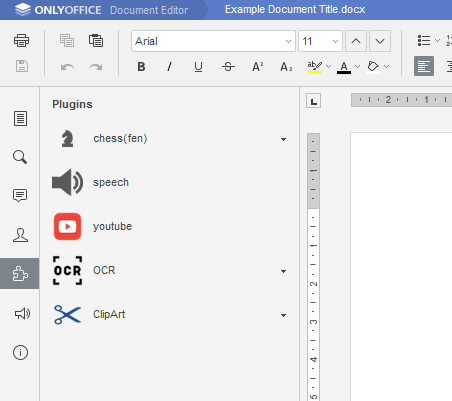 ONLYOFFICE Document Editor Example Document Title.docx
Arial 11
B I U S A² A₂ ab A
Plugins
chess(fen)
speech
youtube
OCR OCR
ClipArt
2 1
1
1
2
3
4
5